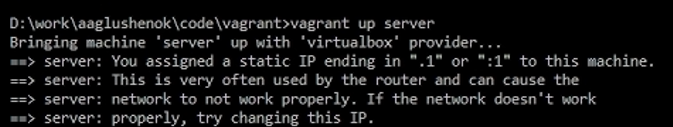 D:\work\aaglushenok\code\vagrant>vagrant up server
Bringing machine 'server' up with 'virtualbox' provider...
==> server: You assigned a static IP ending in ".1" or ":1" to this machine.
==> server: This is very often used by the router and can cause the
==> server: network to not work properly. If the network doesn't work
==> server: properly, try changing this IP.